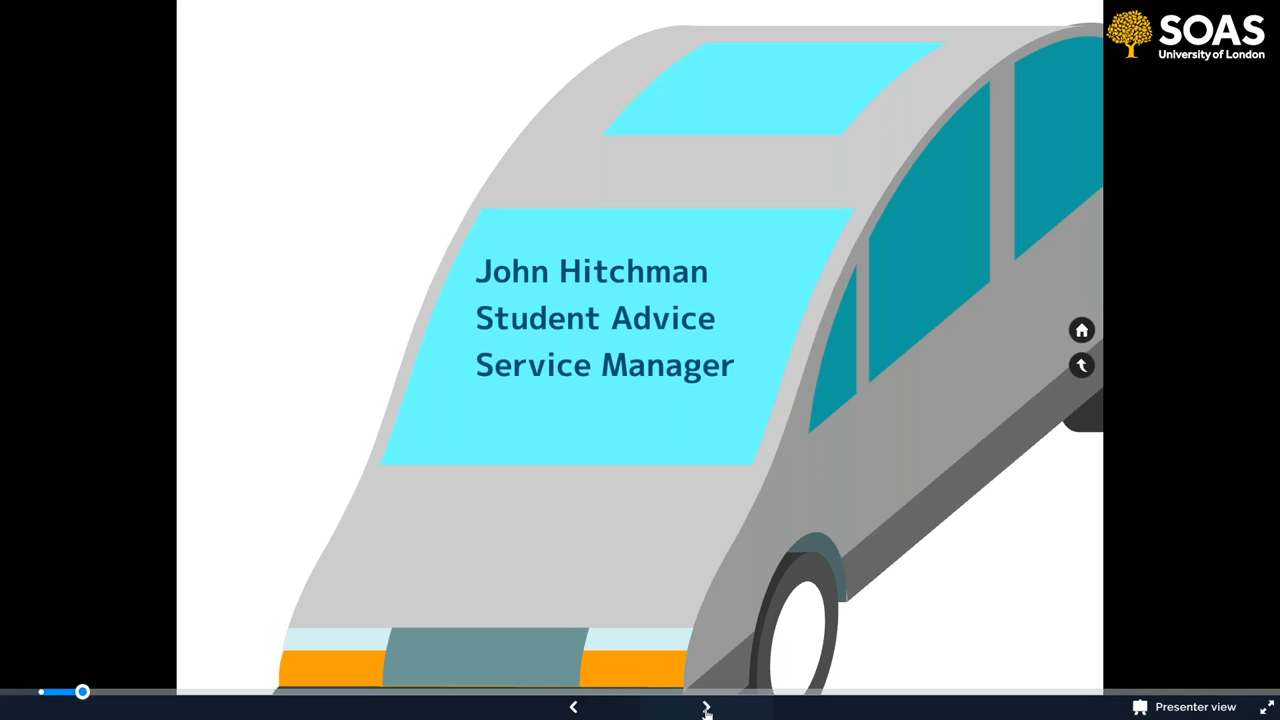 SOAS
University of London
John Hitchman
Student Advice
Service Manager
Presenter view